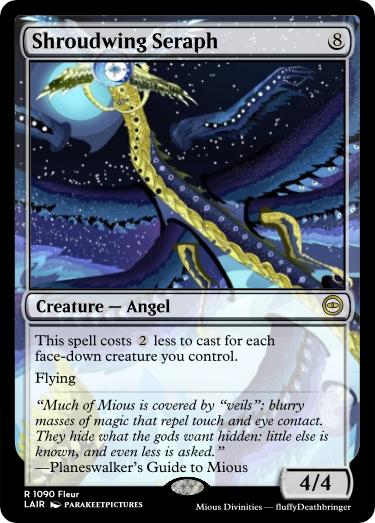 Shroudwing Seraph 8
Creature — Angel
This spell costs 2 less to cast for each
face-down creature you control.
Flying
“Much of Mious is covered by “veils”: blurry
masses of magic that repel touch and eye contact.
They hide what the gods want hidden: little else is
known, and even less is asked.”
—Planeswalker’s Guide to Mious
4/4
R 1090 Fleur
LAIR PARAKEETPICTURES
Mious Divinities — fluffyDeathbringer